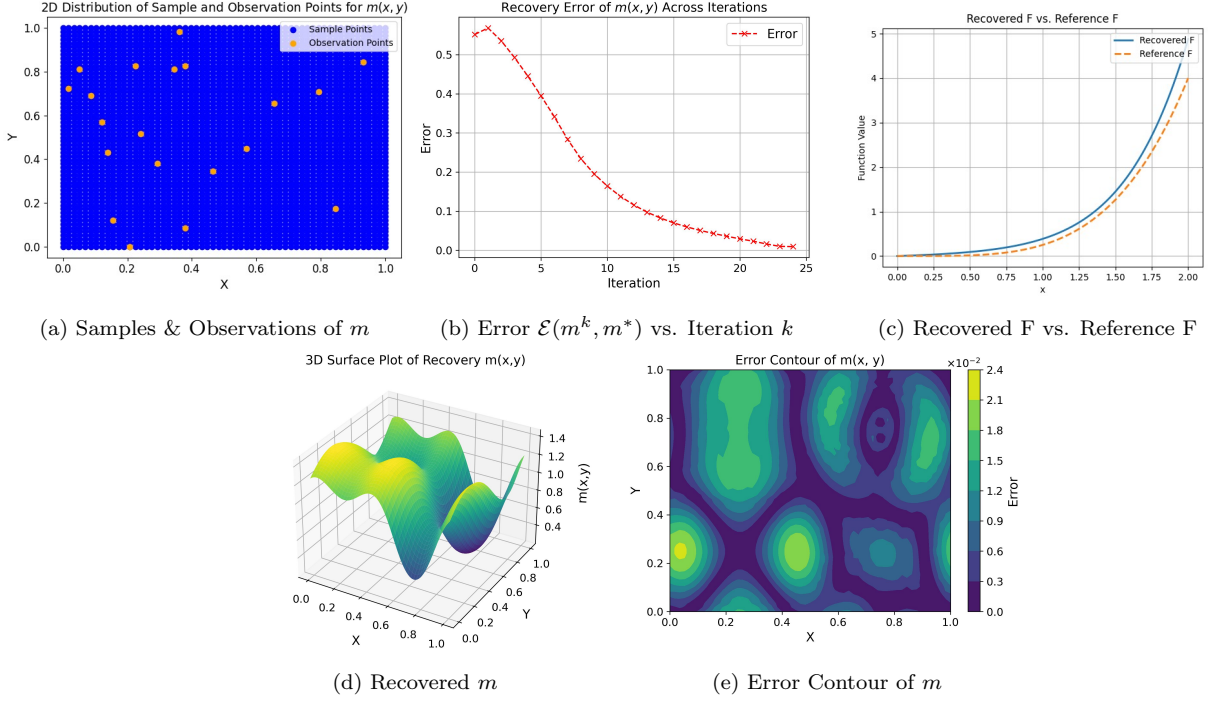 2D Distribution of Sample and Observation Points for m(x, y)
Sample Points
Observation Points
Y
1.0
0.8
0.6
0.4
0.2
0.0
0.0 0.2 0.4 0.6 0.8 1.0
X
(a) Samples & Observations of m
Recovery Error of m(x, y) Across Iterations
Error
Error
0.5
0.4
0.3
0.2
0.1
0.0
0 5 10 15 20 25
Iteration
(b) Error ℰ(m^k, m^*) vs. Iteration k
Recovered F vs. Reference F
Recovered F
Reference F
Function Value
5
4
3
2
1
0
0.00 0.25 0.50 0.75 1.00 1.25 1.50 1.75 2.00
x
(c) Recovered F vs. Reference F
3D Surface Plot of Recovery m(x,y)
1.4
1.2
1.0
0.8
0.6
0.4
m(x,y)
0.0 0.2 0.4 0.6 0.8 1.0
X
0.0 0.2 0.4 0.6 0.8 1.0
Y
(d) Recovered m
Error Contour of m(x, y)
×10⁻²
Y
1.0
0.8
0.6
0.4
0.2
0.0
0.0 0.2 0.4 0.6 0.8 1.0
X
2.4
2.1
1.8
1.5
1.2
0.9
0.6
0.3
0.0
Error
(e) Error Contour of m